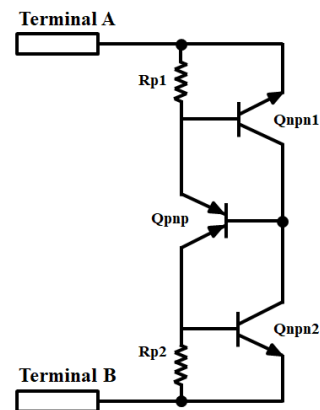 Terminal A
Rp1
Qnpn1
Qpnp
Qnpn2
Rp2
Terminal B